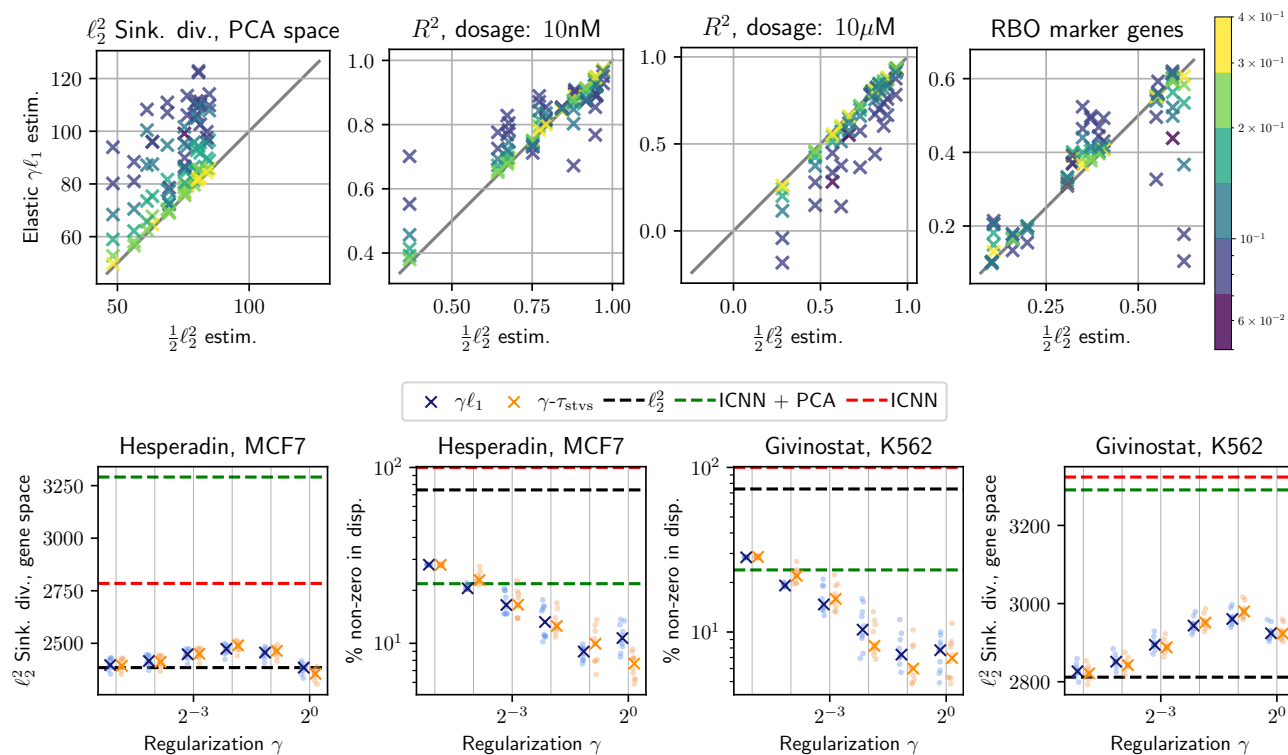 ℓ₂² Sink. div., PCA space
R², dosage: 10nM
R², dosage: 10μM
RBO marker genes
Elastic γℓ₁ estim.
120
100
80
60
50
100
½ℓ₂² estim.
1.0
0.8
0.6
0.4
0.50
0.75
1.00
½ℓ₂² estim.
1.0
0.5
0.0
0.0
0.5
1.0
½ℓ₂² estim.
0.6
0.4
0.2
0.25
0.50
½ℓ₂² estim.
4 × 10⁻¹
3 × 10⁻¹
2 × 10⁻¹
10⁻¹
6 × 10⁻²
γℓ₁ γ-τstvs ℓ₂² ICNN + PCA ICNN
Hesperadin, MCF7
ℓ₂² Sink. div., gene space
3250
3000
2750
2500
2⁻³
2⁰
Regularization γ
Hesperadin, MCF7
% non-zero in disp.
10²
10¹
2⁻³
2⁰
Regularization γ
Givinostat, K562
% non-zero in disp.
10²
10¹
2⁻³
2⁰
Regularization γ
Givinostat, K562
ℓ₂² Sink. div., gene space
3200
3000
2800
2⁻³
2⁰
Regularization γ